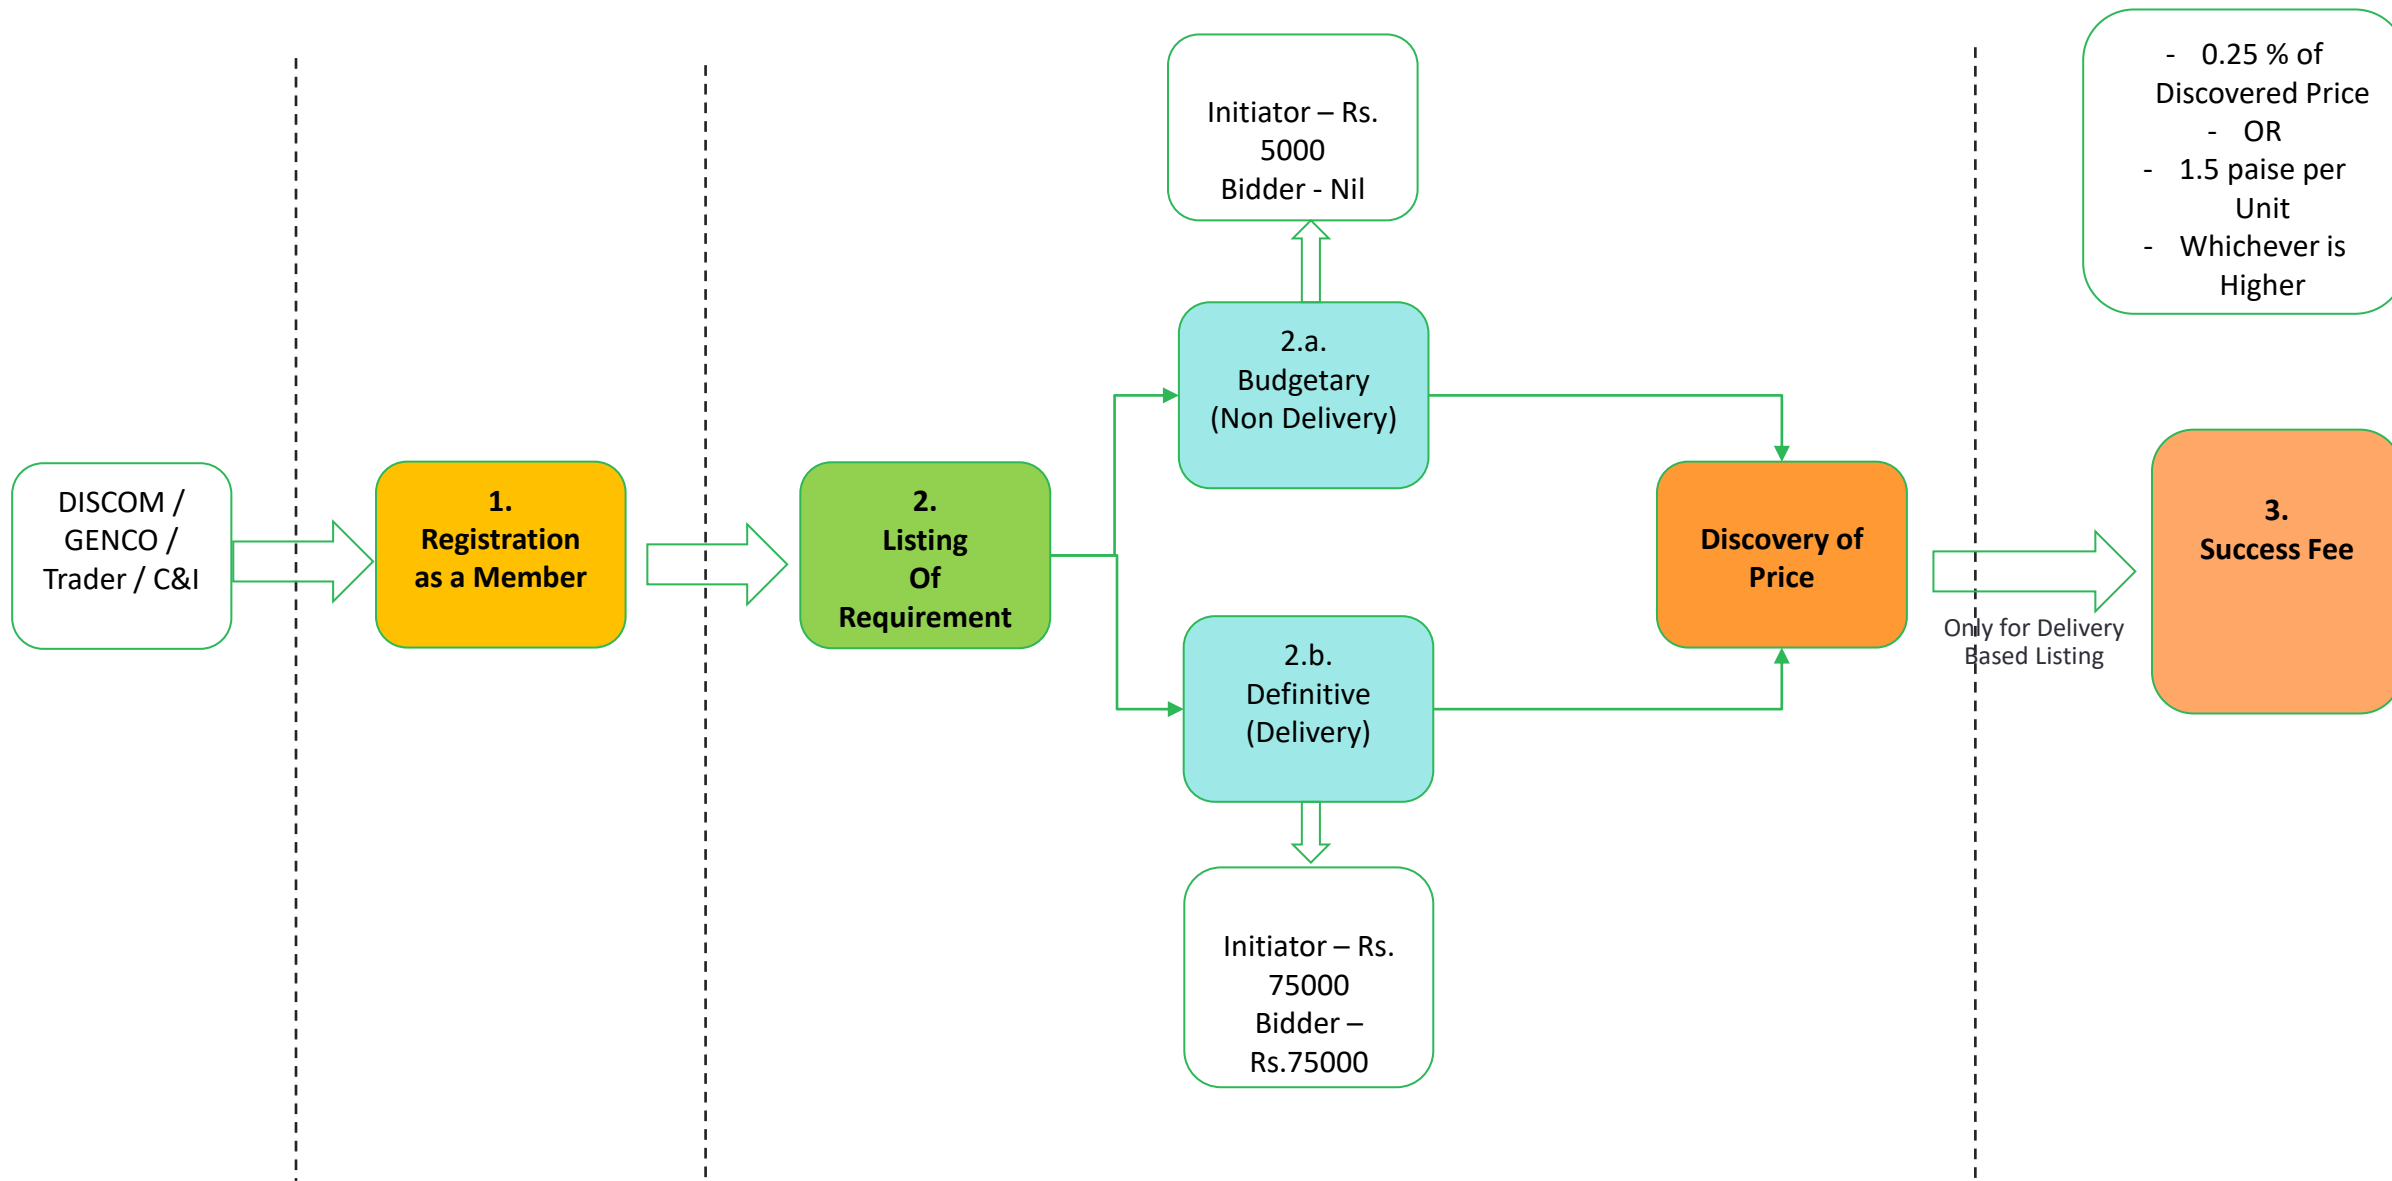 DISCOM /
GENCO /
Trader / C&I
1.
Registration
as a Member
2.
Listing
Of
Requirement
Initiator – Rs.
5000
Bidder - Nil
2.a.
Budgetary
(Non Delivery)
2.b.
Definitive
(Delivery)
Initiator – Rs.
75000
Bidder –
Rs.75000
Discovery of
Price
Only for Delivery
Based Listing
- 0.25 % of
Discovered Price
- OR
- 1.5 paise per
Unit
- Whichever is
Higher
3.
Success Fee